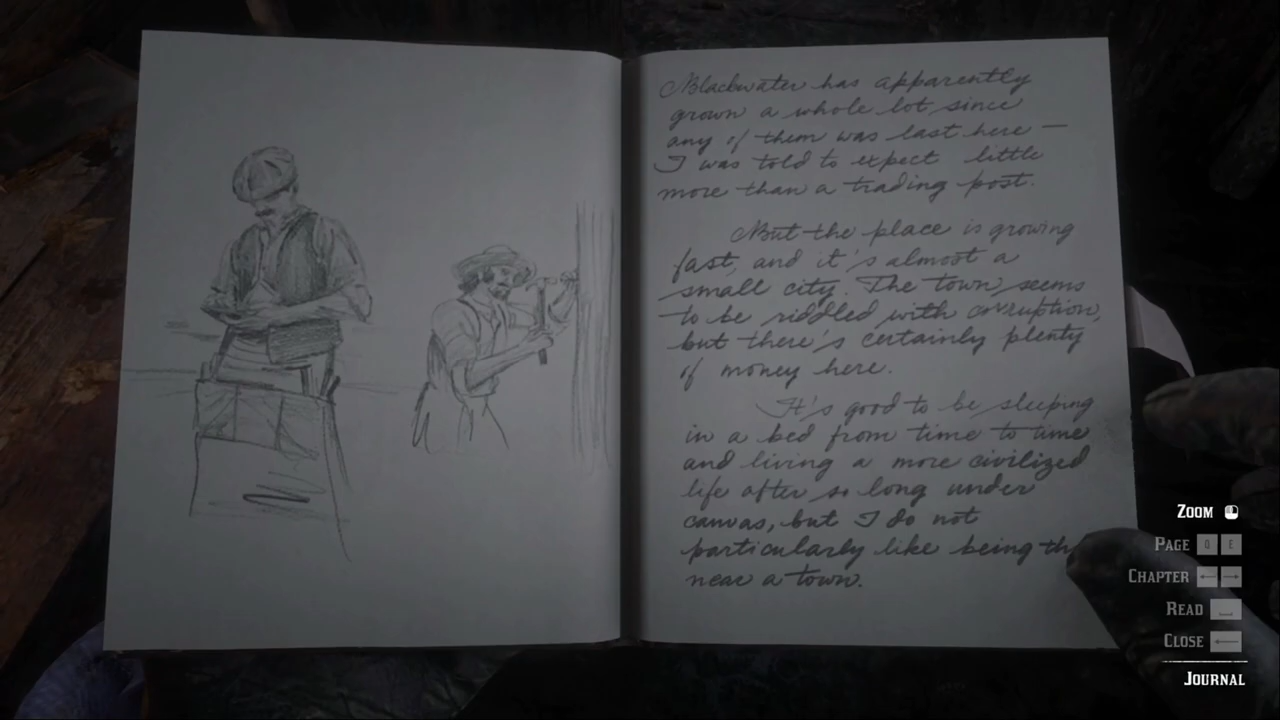 Blackwater has apparently
grown a whole lot since
any of them was last here —
I was told to expect little
more than a trading post.
But the place is growing
fast, and it's almost a
small city. The town seems
to be riddled with corruption,
but there's certainly plenty
of money here.
It's good to be sleeping
in a bed from time to time
and living a more civilized
life after so long under
canvas, but I do not
particularly like being
near a town.
ZOOM
PAGE Q E
CHAPTER
READ
CLOSE
JOURNAL